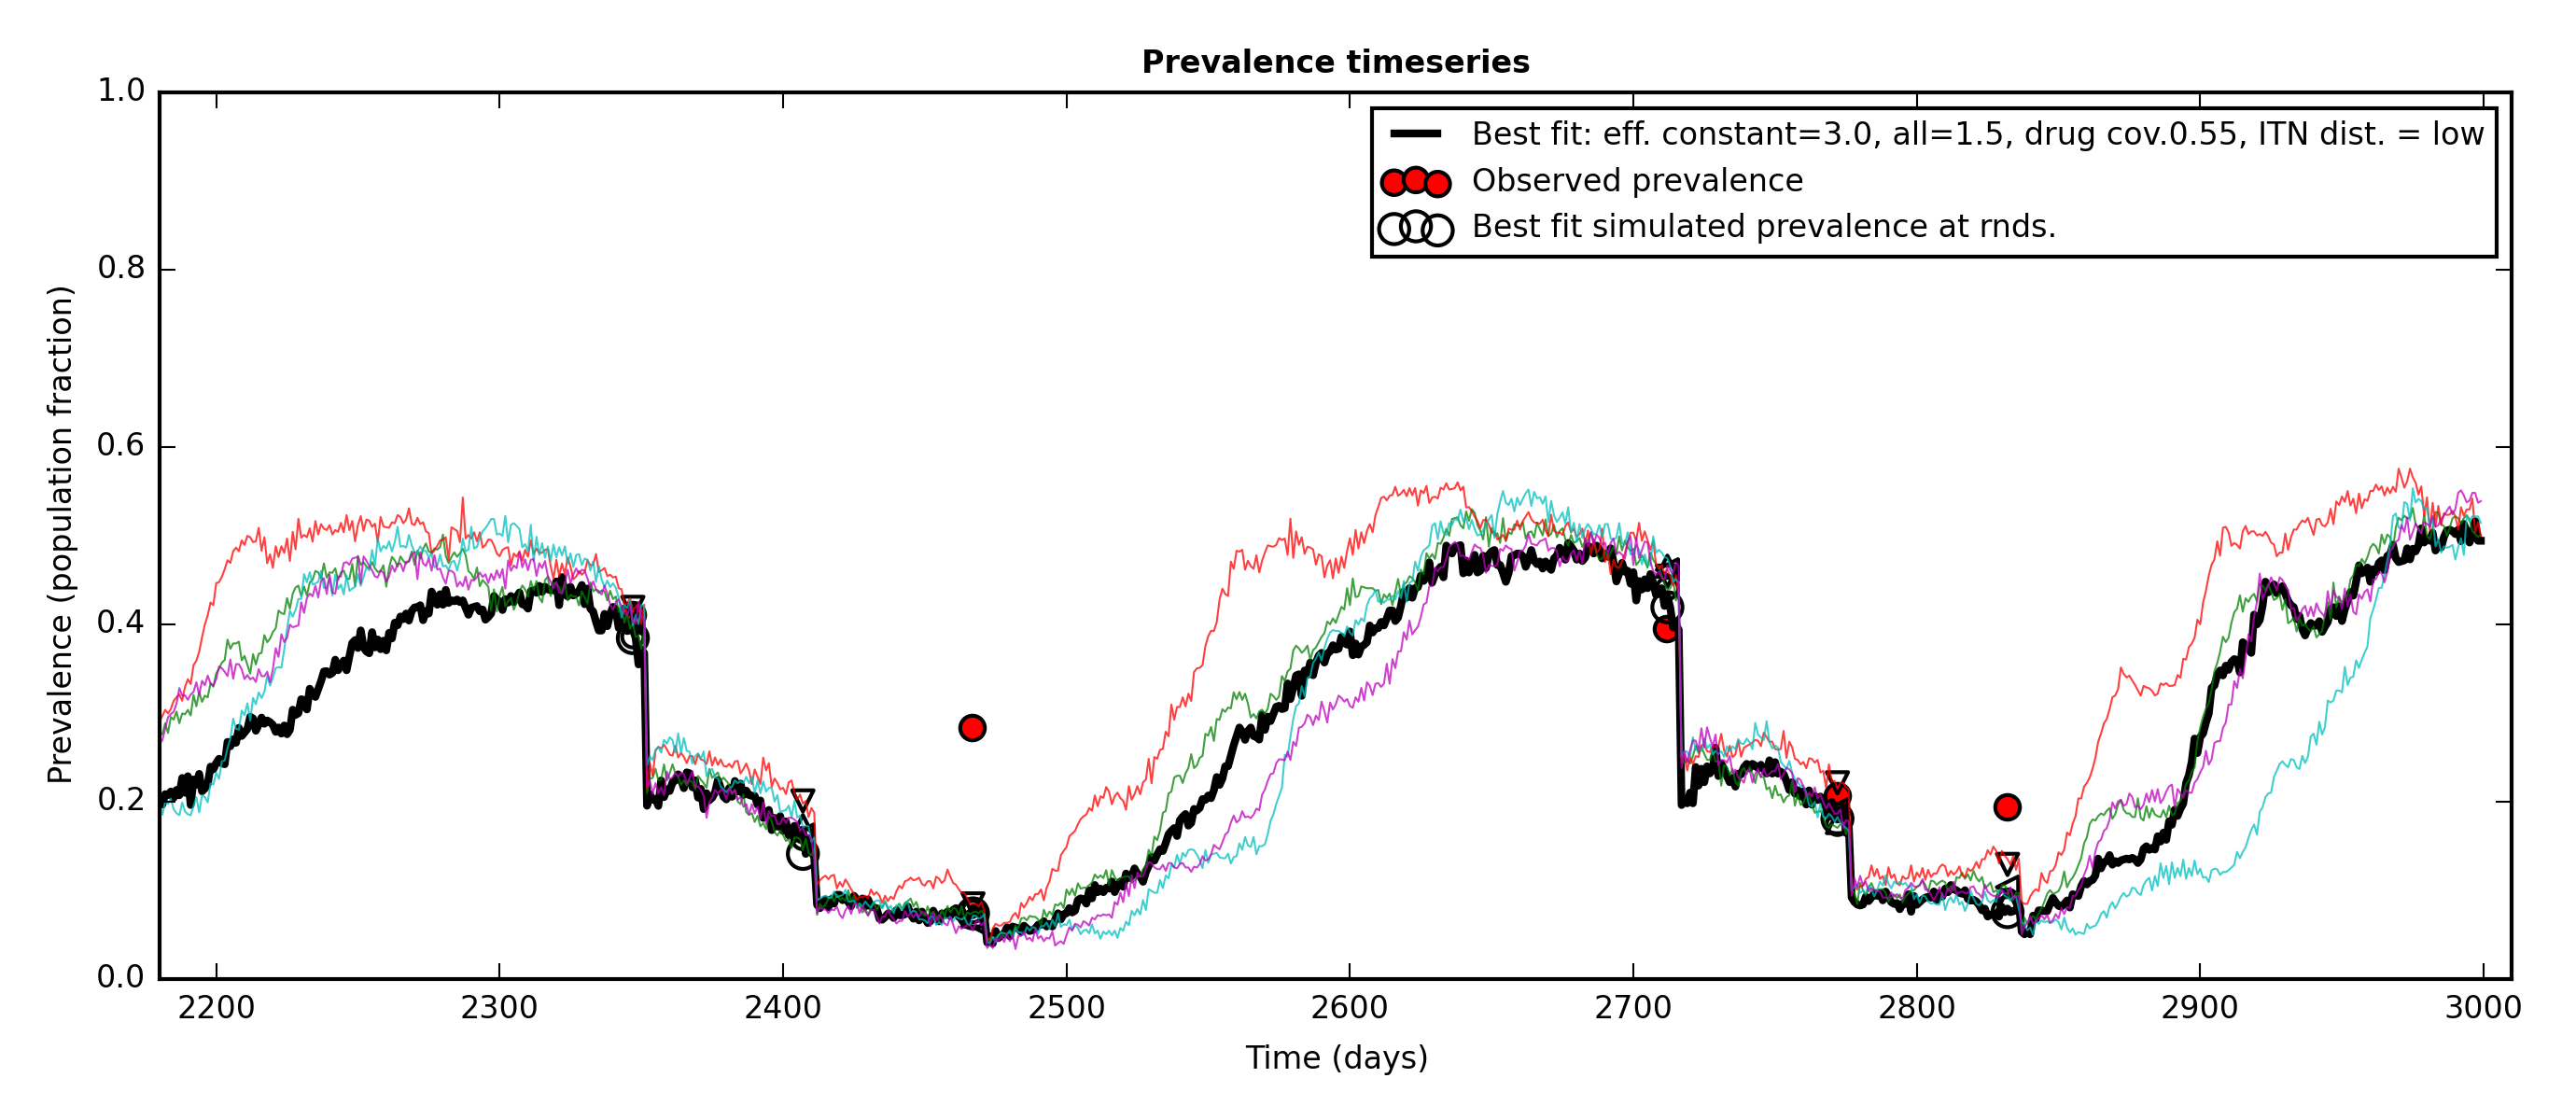 Prevalence timeseries
1.0
0.8
0.6
0.4
0.2
0.0
Prevalence (population fraction)
Best fit: eff. constant=3.0, all=1.5, drug cov.0.55, ITN dist. = low
Observed prevalence
Best fit simulated prevalence at rnds.
2200 2300 2400 2500 2600 2700 2800 2900 3000
Time (days)